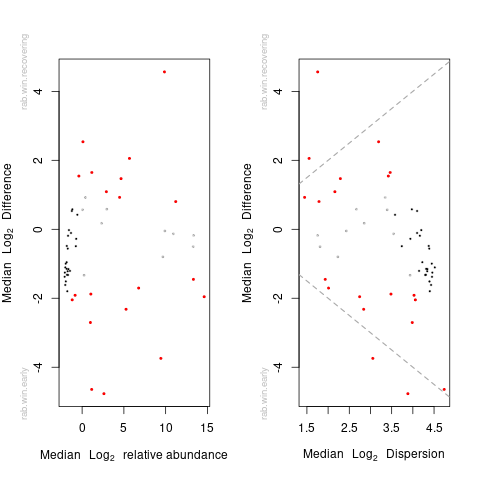 rab.win.recovering
rab.win.early
Median Log2 Difference
4
2
0
-2
-4
0 5 10 15
Median Log2 relative abundance
rab.win.recovering
rab.win.early
Median Log2 Difference
4
2
0
-2
-4
1.5 2.5 3.5 4.5
Median Log2 Dispersion